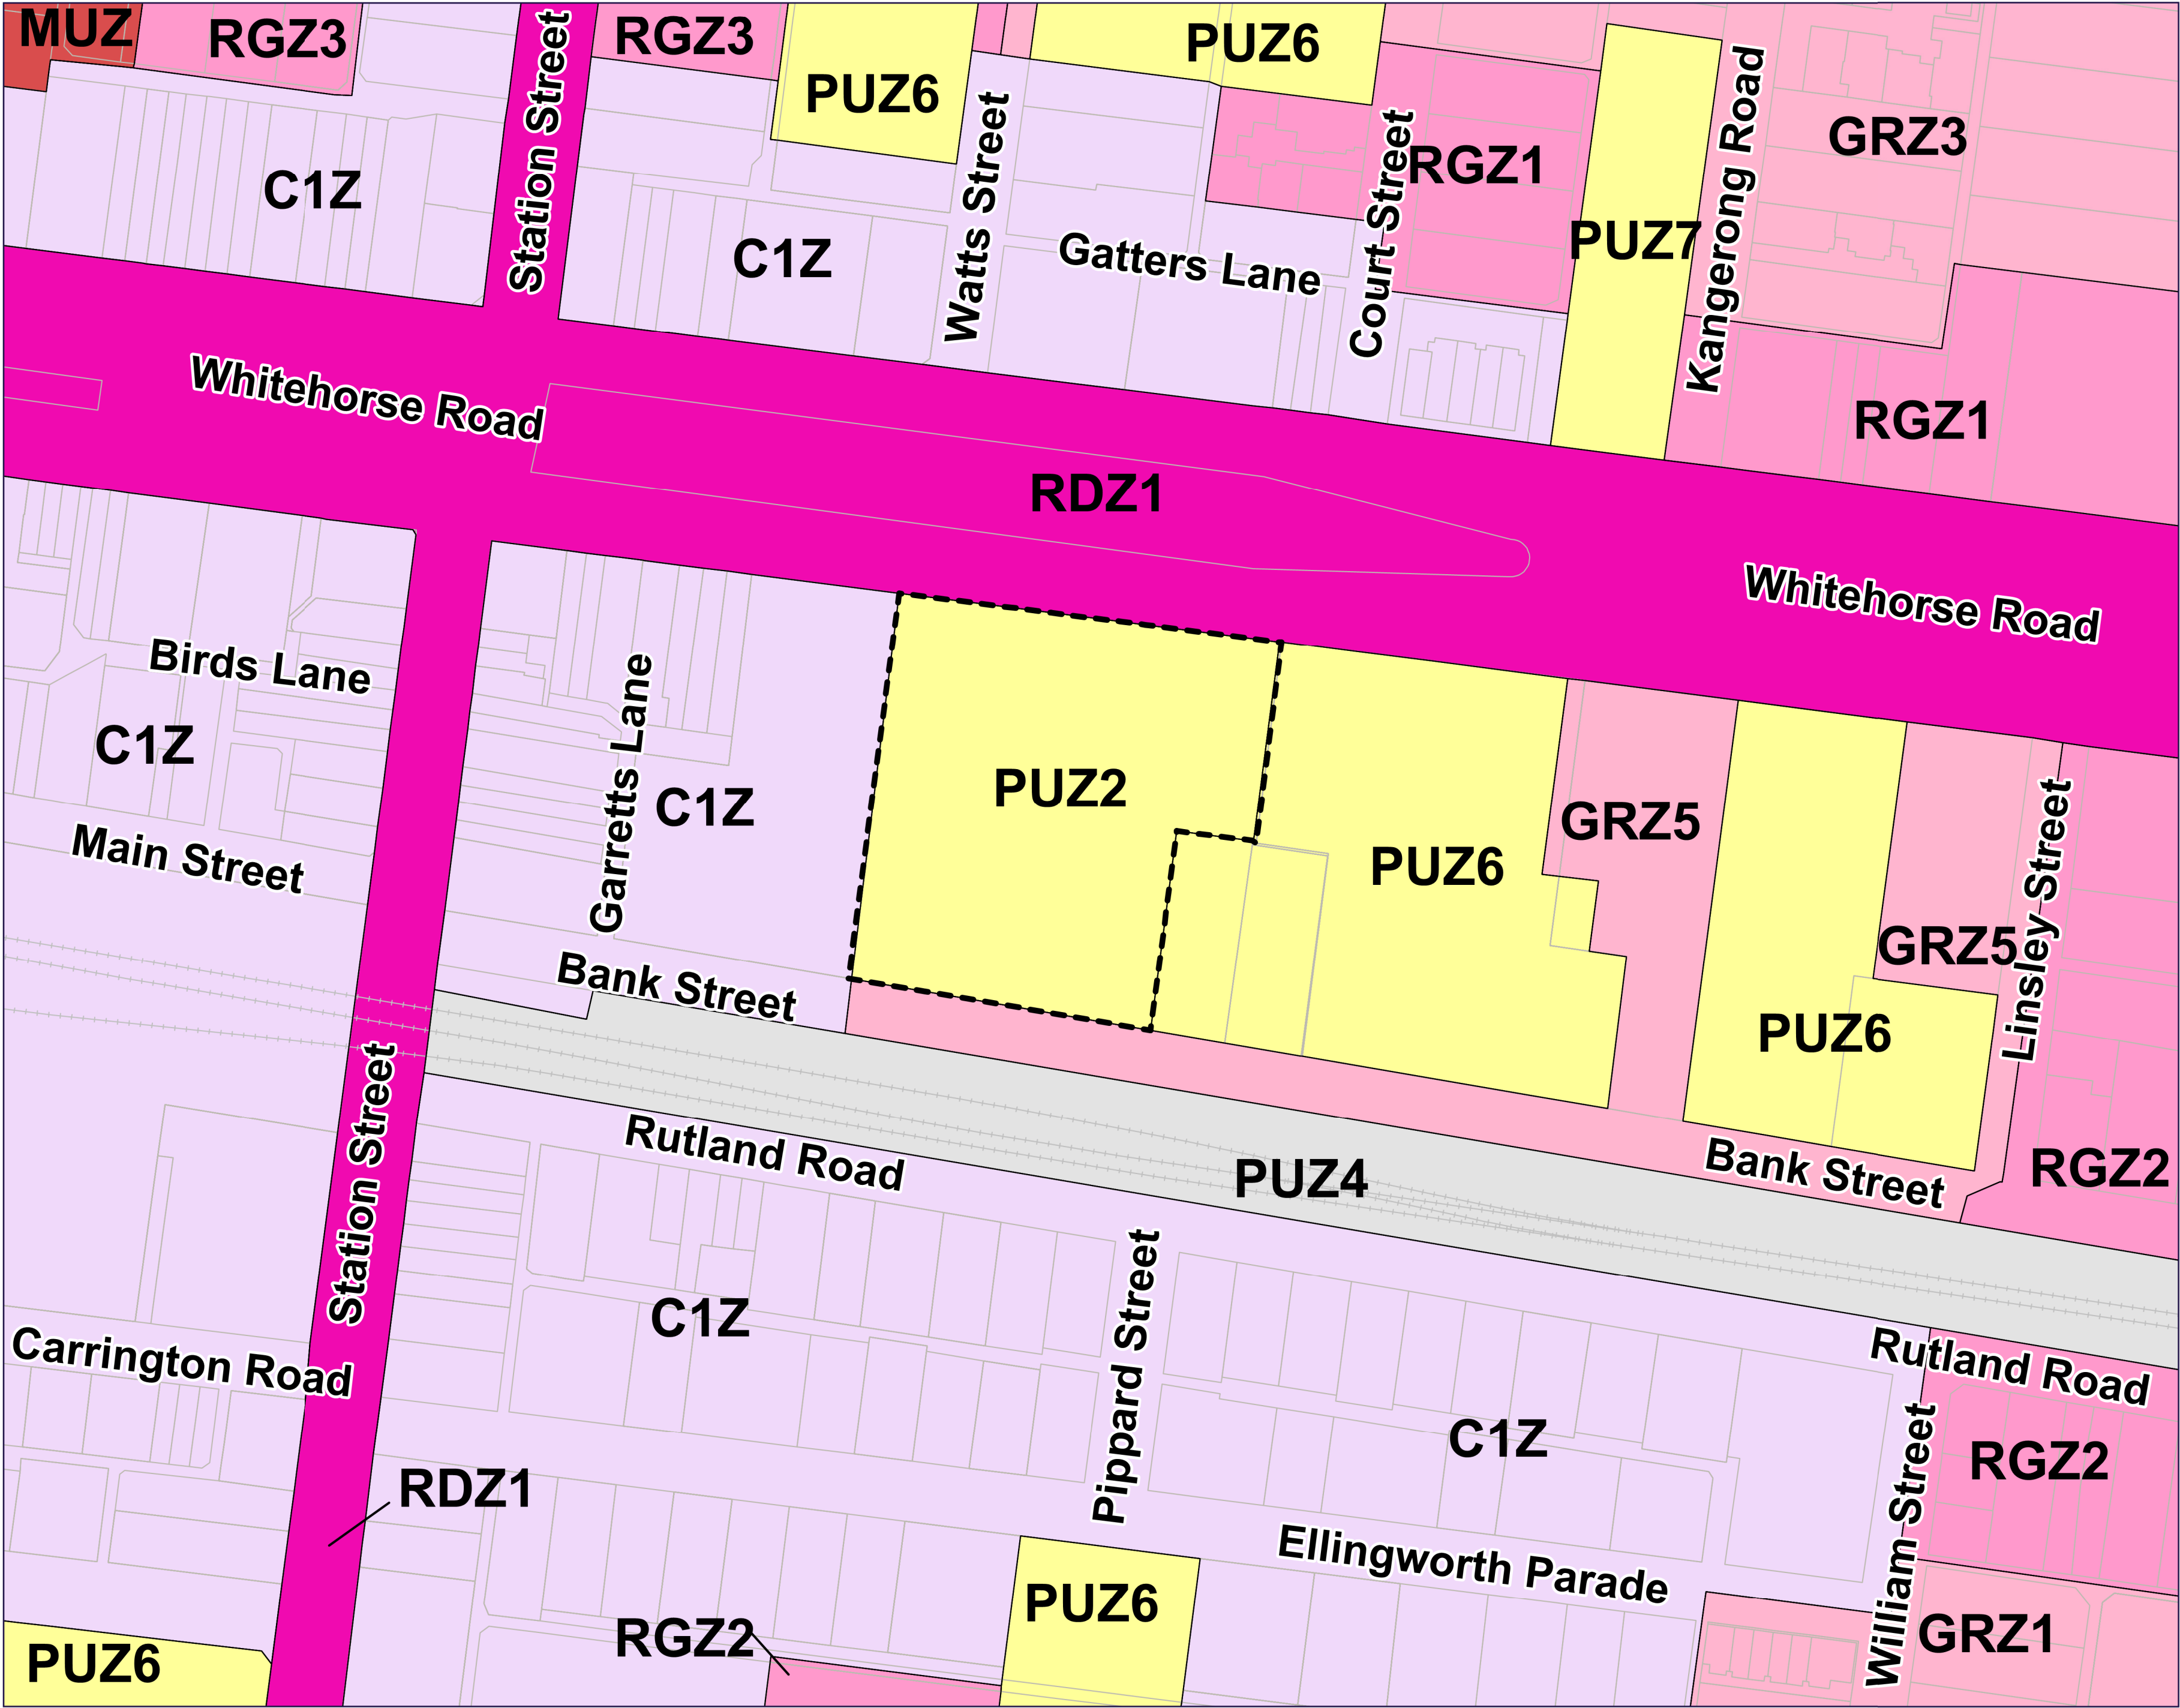 MUZ
RGZ3
Station Street
RGZ3
PUZ6
PUZ6
Kangerong Road
GRZ3
C1Z
C1Z
Watts Street
Gatters Lane
Court Street
RGZ1
PUZ7
Whitehorse Road
RDZ1
RGZ1
Whitehorse Road
Birds Lane
C1Z
Main Street
Garretts Lane
C1Z
PUZ2
PUZ6
GRZ5
GRZ5
Linsley Street
Bank Street
PUZ6
Station Street
Rutland Road
PUZ4
Bank Street
RGZ2
Carrington Road
C1Z
Pippard Street
C1Z
Rutland Road
RGZ2
William Street
RDZ1
Ellingworth Parade
PUZ6
RGZ2
PUZ6
GRZ1